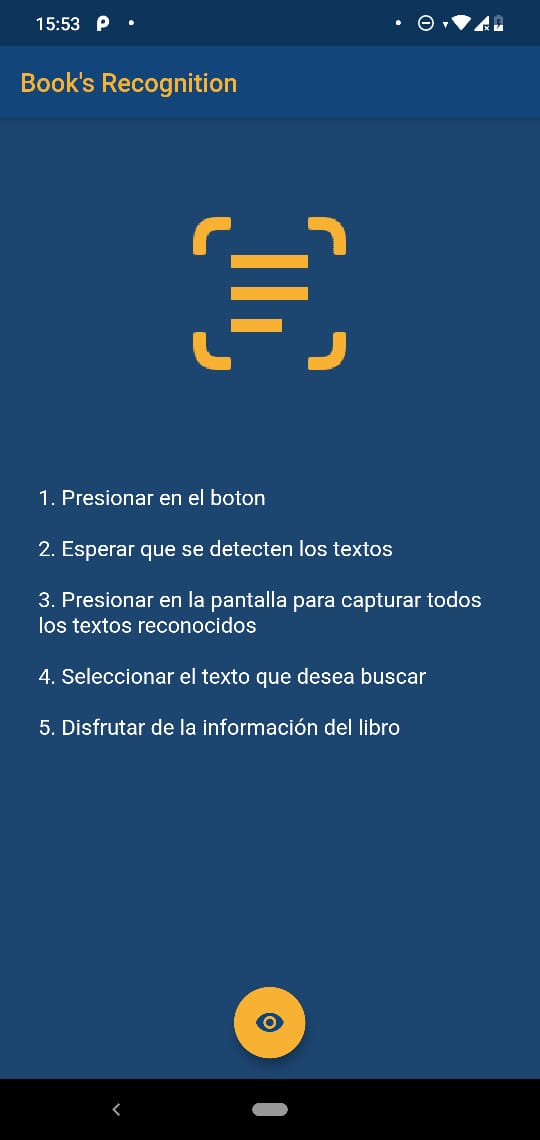 15:53
Book's Recognition
1. Presionar en el boton
2. Esperar que se detecten los textos
3. Presionar en la pantalla para capturar todos
los textos reconocidos
4. Seleccionar el texto que desea buscar
5. Disfrutar de la información del libro